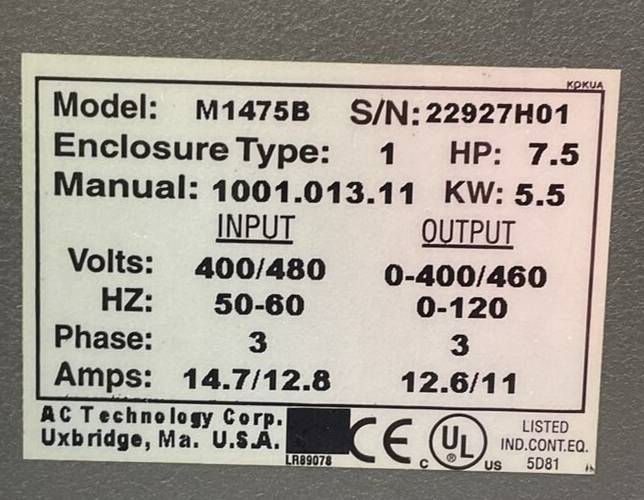 KOKUA
Model: M1475B S/N: 22927H01
Enclosure Type: 1 HP: 7.5
Manual: 1001.013.11 KW: 5.5
INPUT OUTPUT
Volts: 400/480 0-400/460
HZ: 50-60 0-120
Phase: 3 3
Amps: 14.7/12.8 12.6/11
AC Technology Corp.
Uxbridge, Ma. U.S.A.
LR89078
CE
C UL ® US
LISTED
IND.CONT.EQ.
5D81